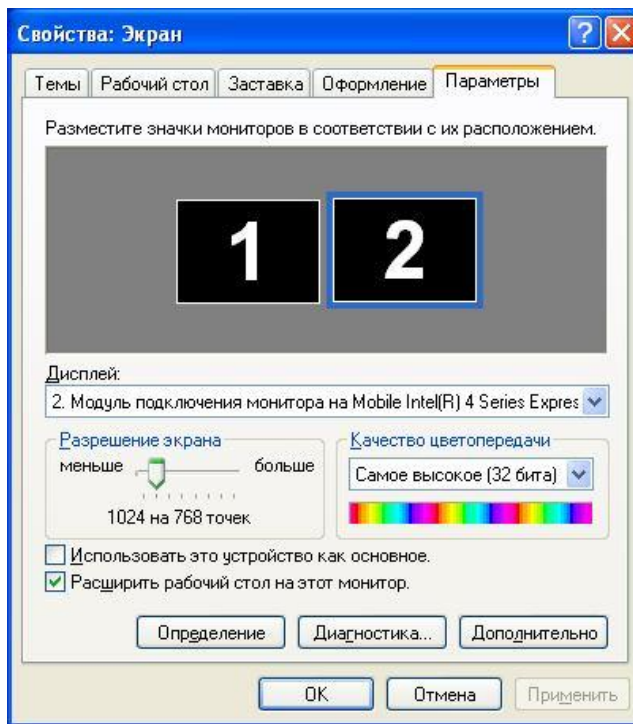 Свойства: Экран
Темы Рабочий стол Заставка Оформление Параметры
Разместите значки мониторов в соответствии с их расположением.
1 2
Дисплей:
2. Модуль подключения монитора на Mobile Intel(R) 4 Series Expres
Разрешение экрана
меньше больше
1024 на 768 точек
Качество цветопередачи
Самое высокое (32 бита)
Использовать это устройство как основное.
Расширить рабочий стол на этот монитор.
Определение Диагностика... Дополнительно
OK Отмена Применить